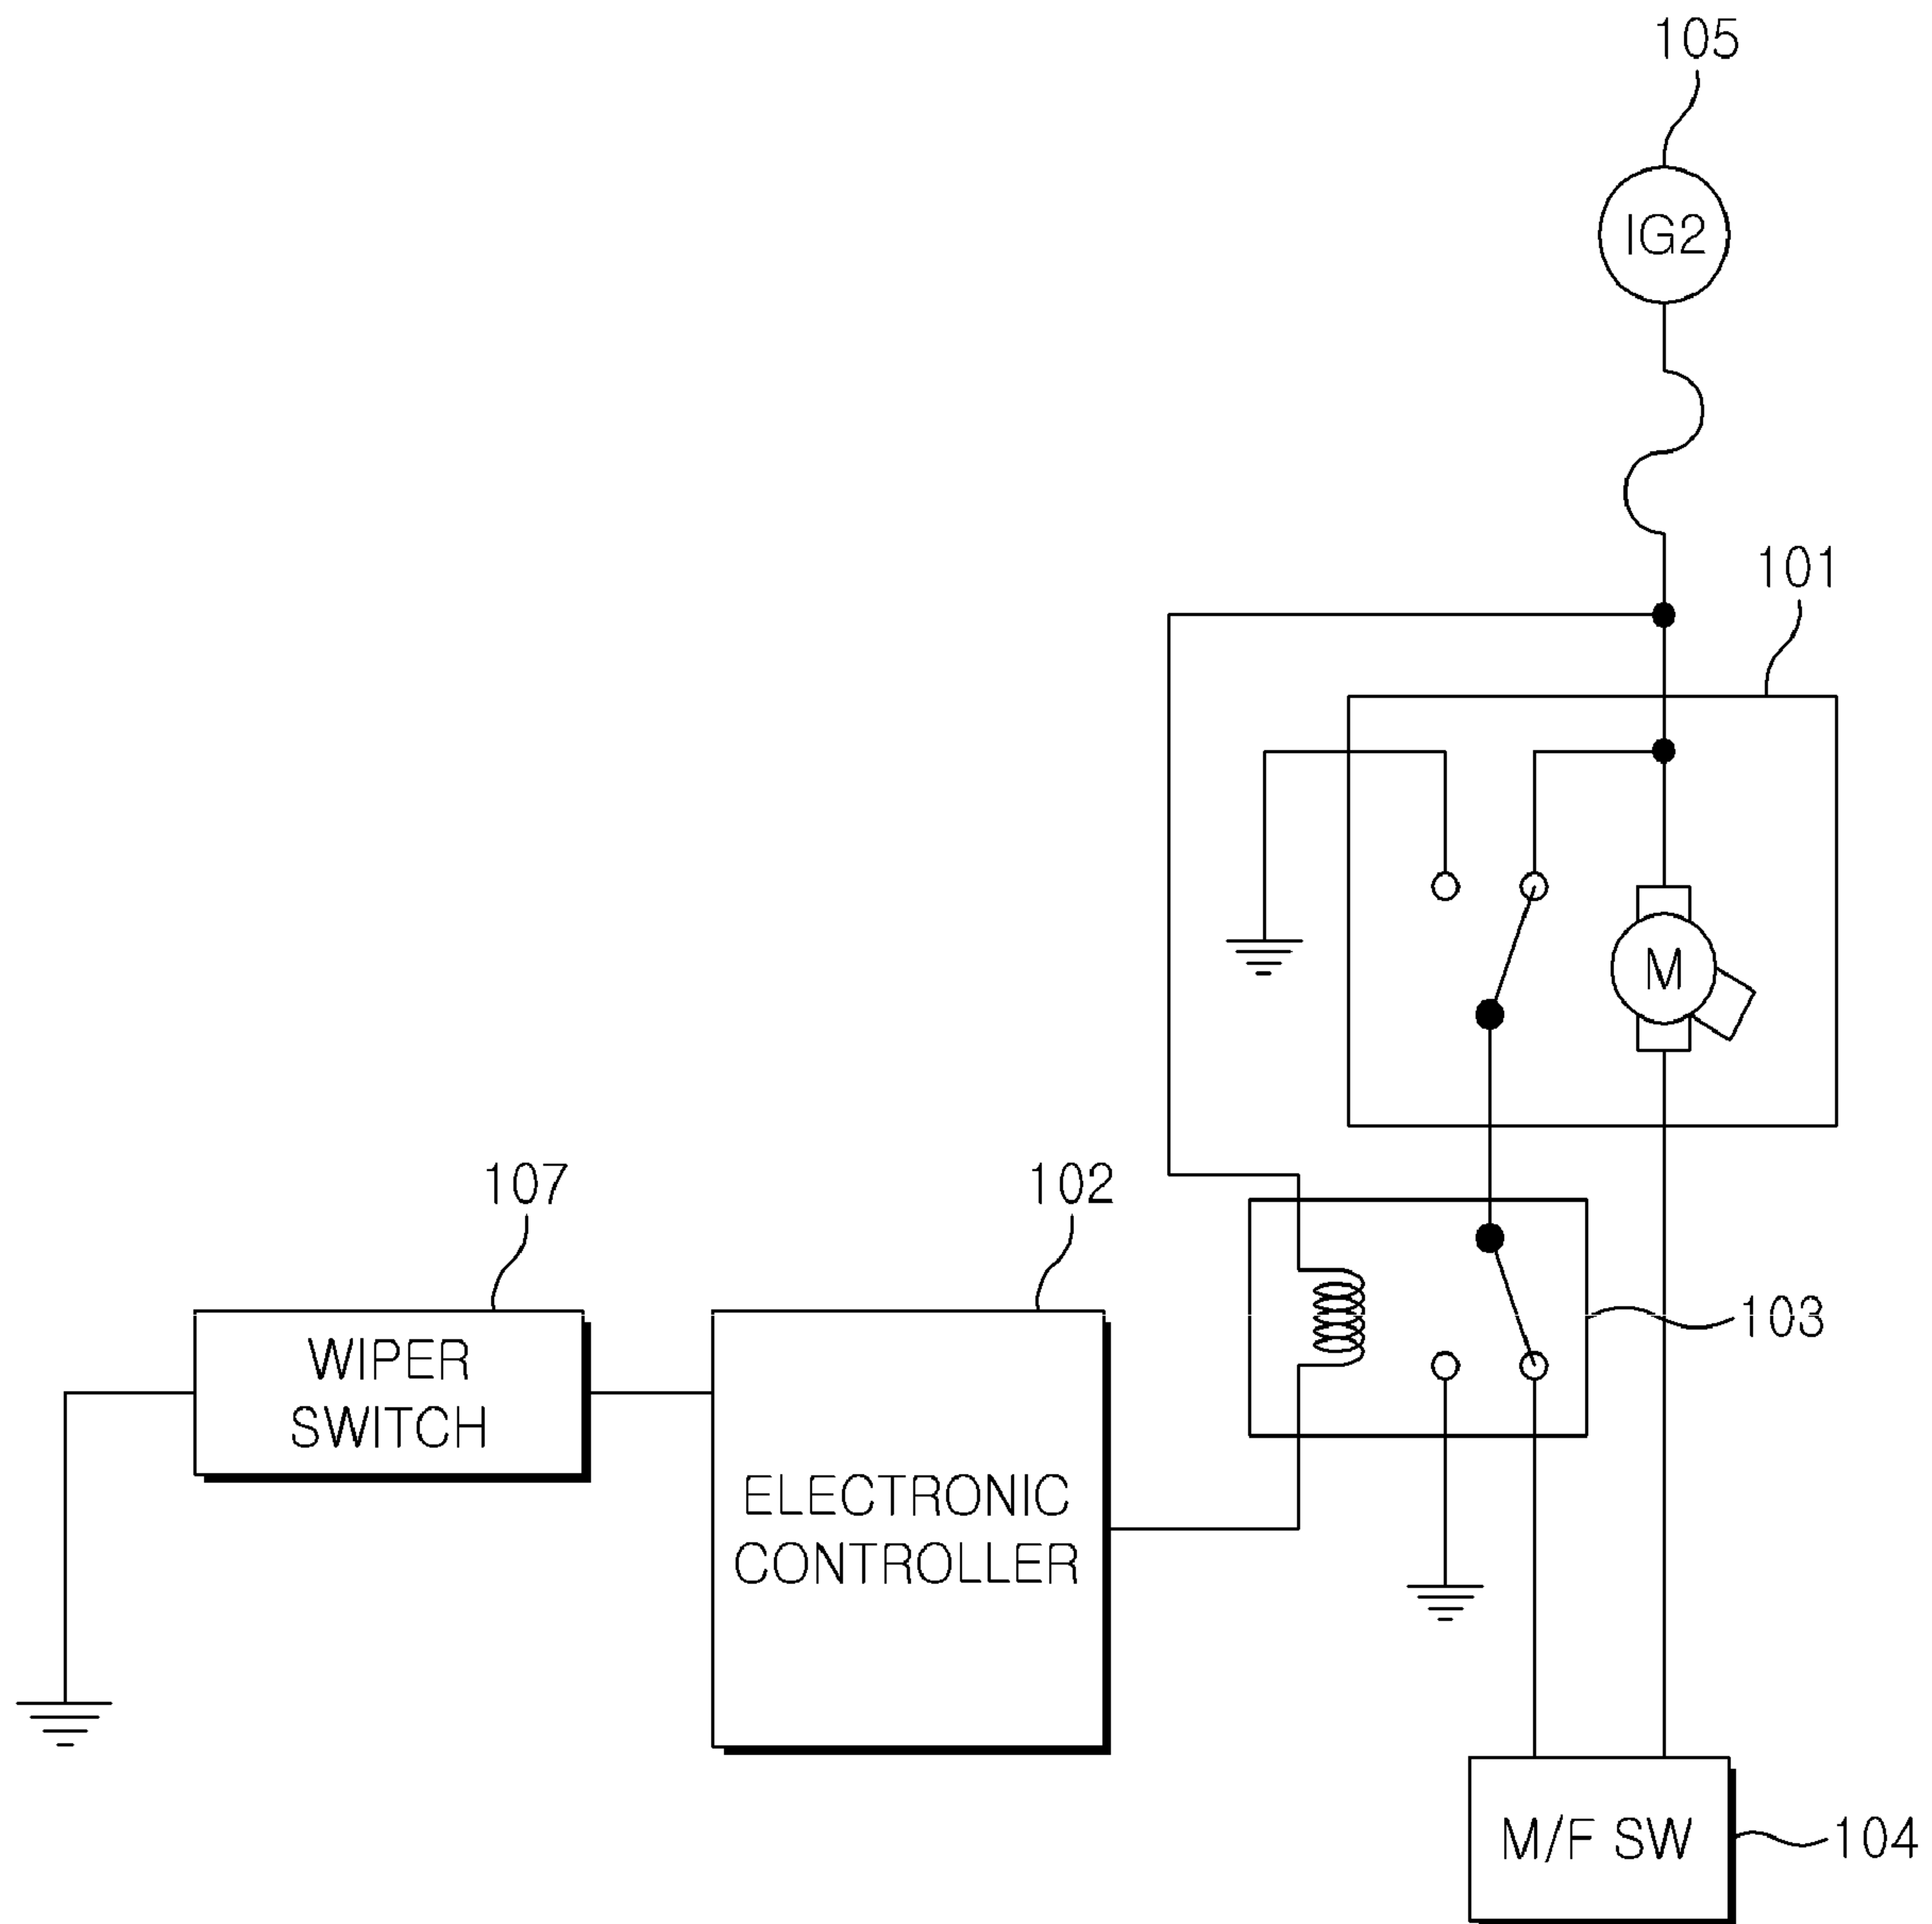 105
IG2
101
M
107
102
WIPER
SWITCH
103
ELECTRONIC
CONTROLLER
M/F SW
104